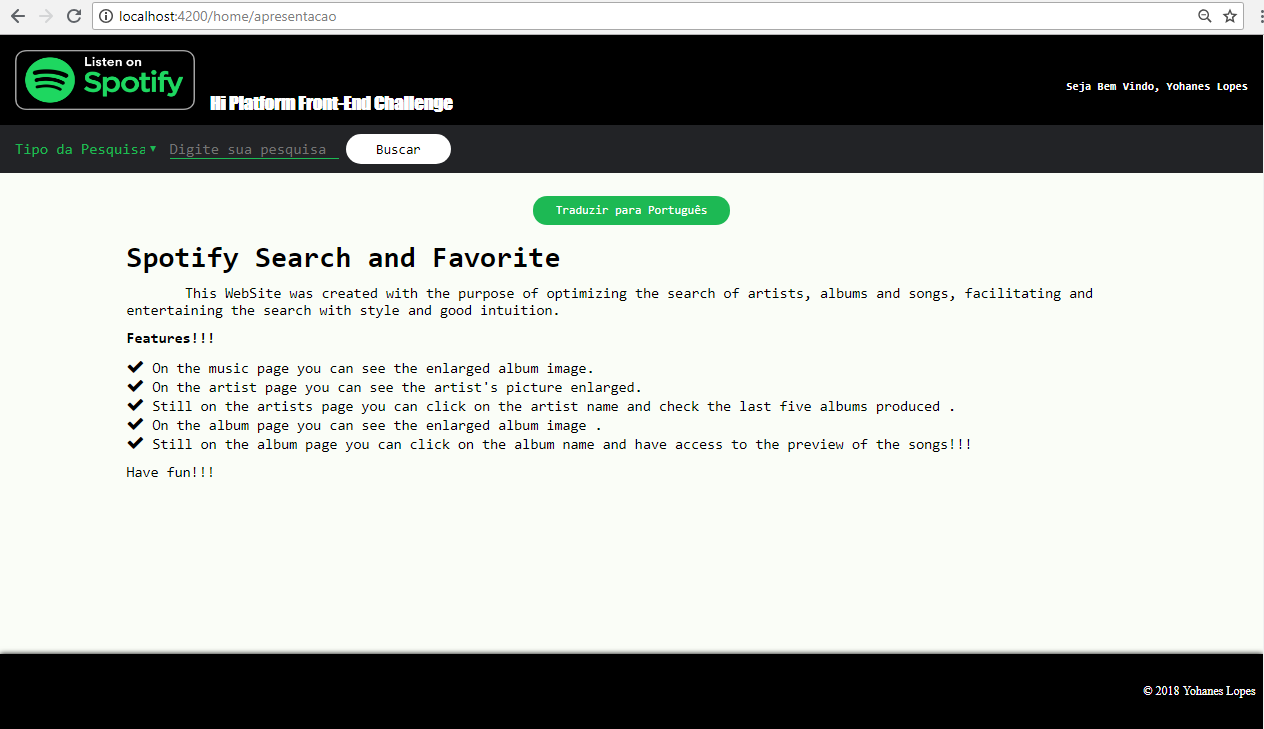 localhost:4200/home/apresentacao
Listen on
Spotify
Hi Platform Front-End Challenge
Seja Bem Vindo, Yohanes Lopes
Tipo da Pesquisa
Digite sua pesquisa
Buscar
Traduzir para Português
Spotify Search and Favorite
This WebSite was created with the purpose of optimizing the search of artists, albums and songs, facilitating and
entertaining the search with style and good intuition.
Features!!!
On the music page you can see the enlarged album image.
On the artist page you can see the artist's picture enlarged.
Still on the artists page you can click on the artist name and check the last five albums produced .
On the album page you can see the enlarged album image .
Still on the album page you can click on the album name and have access to the preview of the songs!!!
Have fun!!!
© 2018 Yohanes Lopes